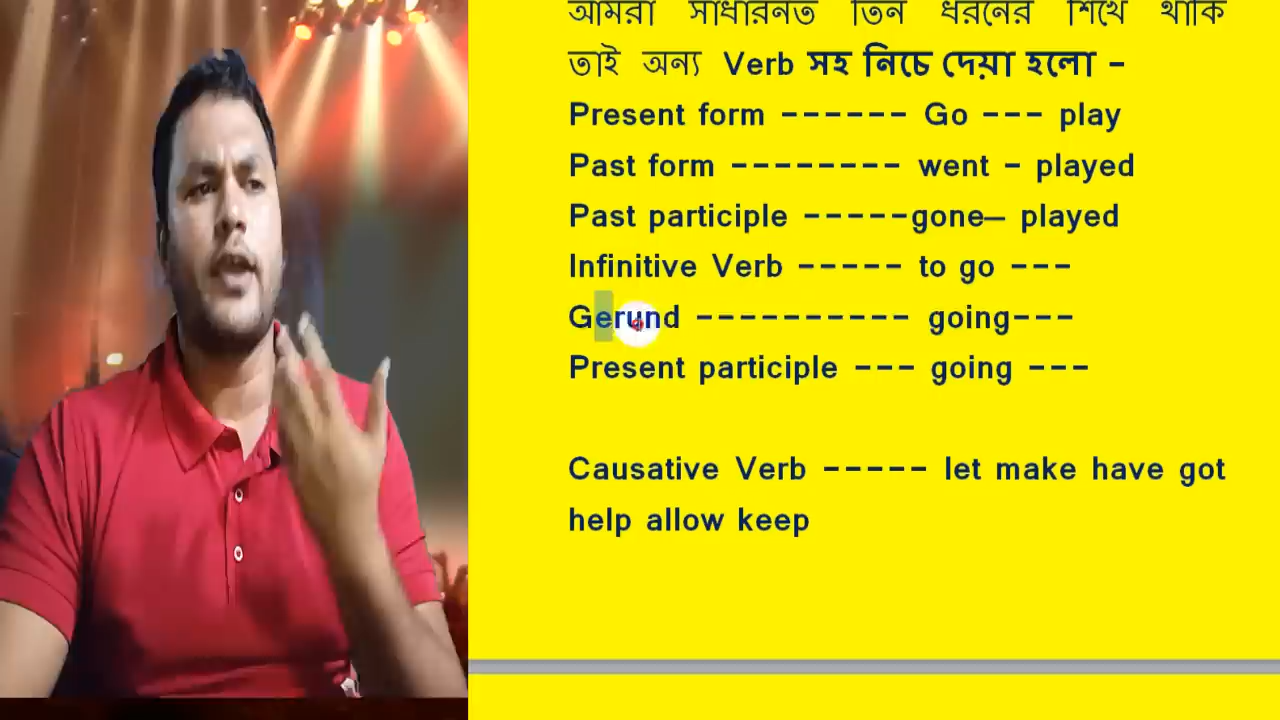 আমরা সাধারনত তিন ধরনের শিখে থাকি
তাই অন্য Verb সহ নিচে দেয়া হলো -
Present form ------ Go --- play
Past form -------- went - played
Past participle -----gone— played
Infinitive Verb ----- to go ---
Gerund ---------- going---
Present participle --- going ---
Causative Verb ----- let make have got
help allow keep